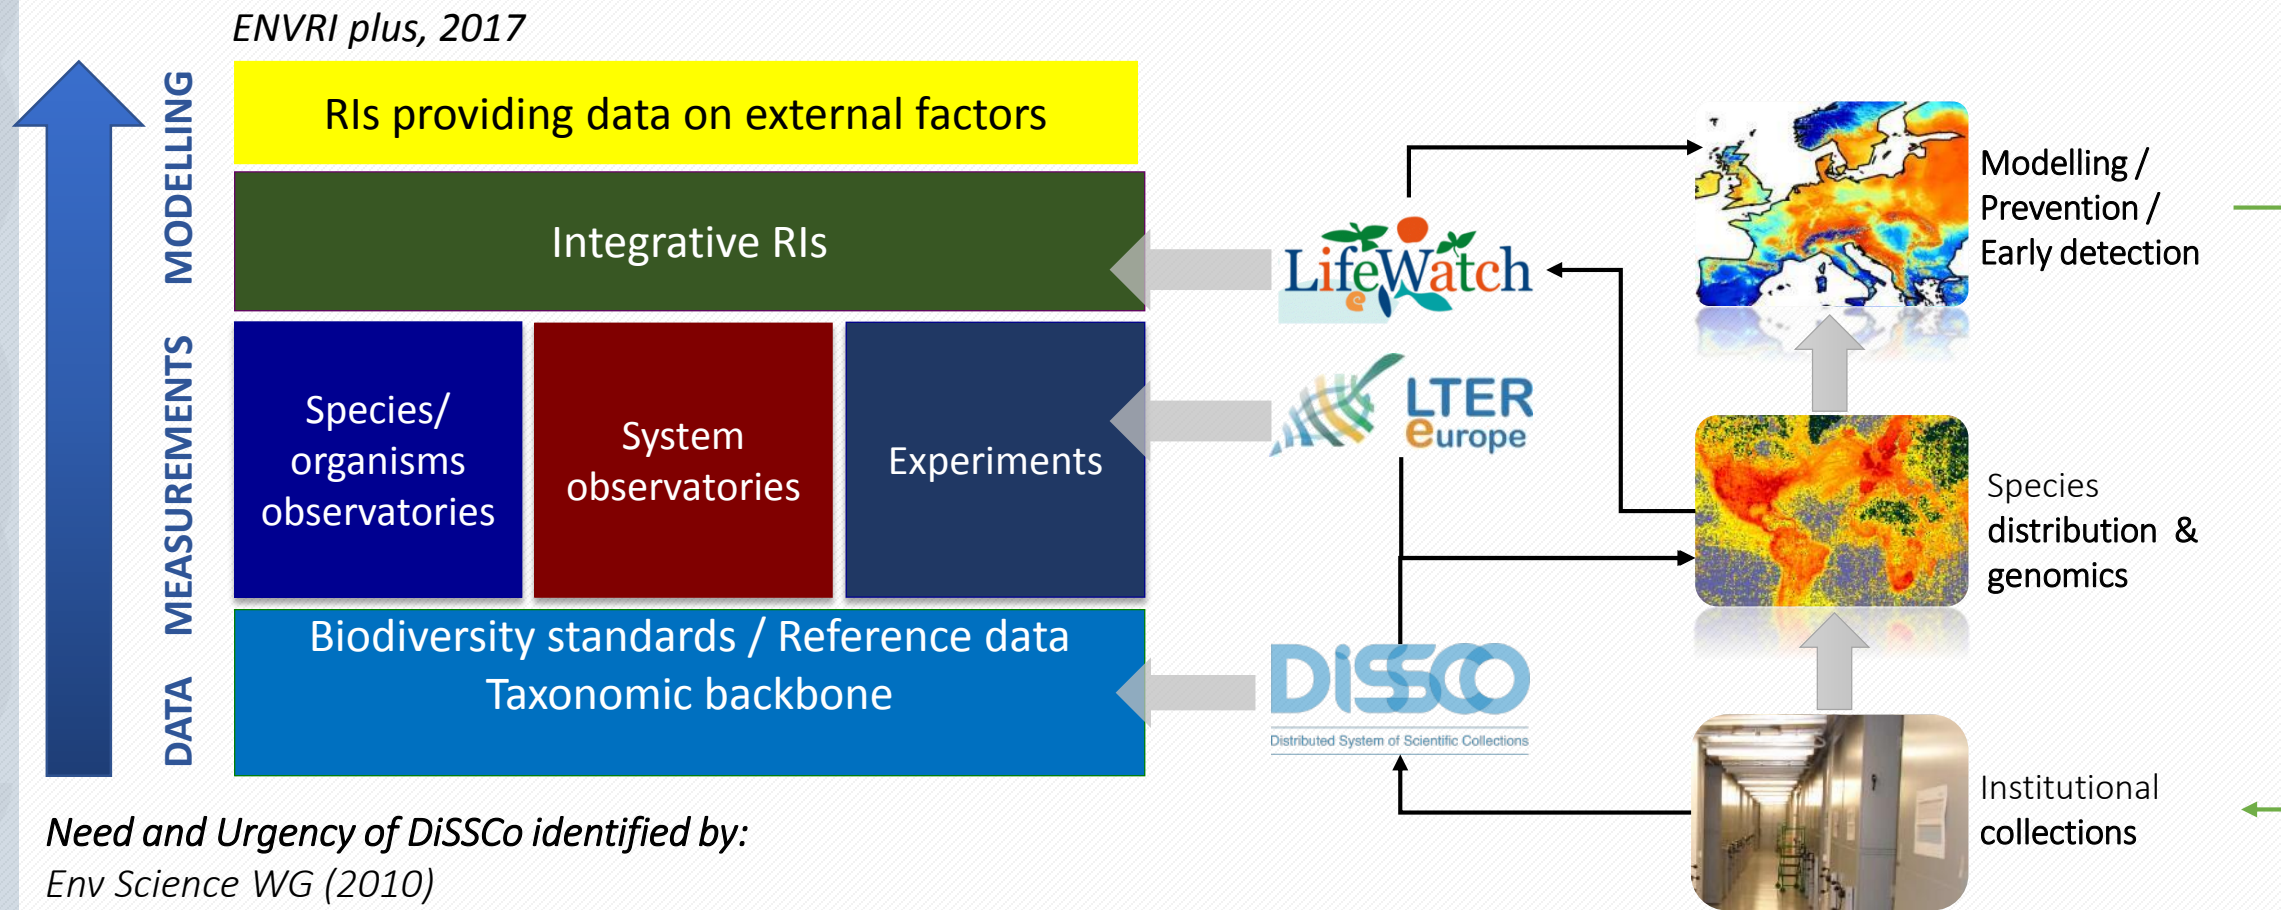 ENVRI plus, 2017
MODELLING
MEASUREMENTS
DATA
RIs providing data on external factors
Integrative RIs
Species/
organisms
observatories
System
observatories
Experiments
Biodiversity standards / Reference data
Taxonomic backbone
LifeWatch
e
LTER
europe
DiSSCO
Distributed System of Scientific Collections
Modelling /
Prevention /
Early detection
Species
distribution &
genomics
Institutional
collections
Need and Urgency of DiSSCo identified by:
Env Science WG (2010)